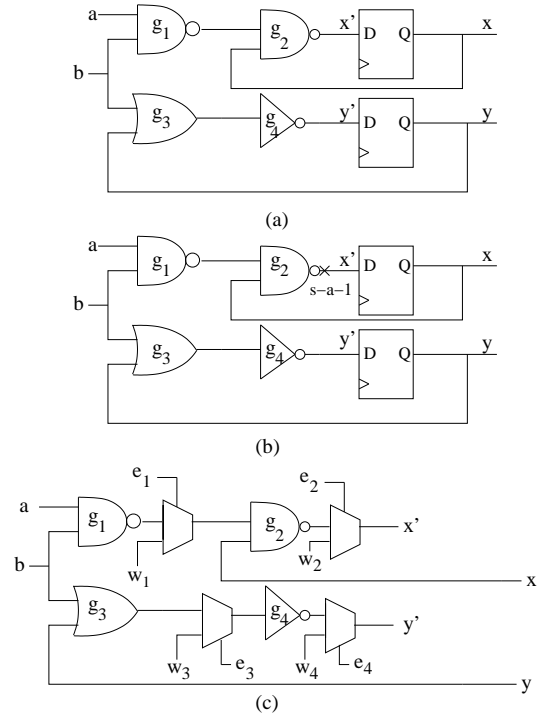 a g1 g2 x' D Q x
b
g3 g4 y' D Q y
(a)
a g1 g2 x' D Q x
s-a-1
b
g3 g4 y' D Q y
(b)
e1 e2
a g1 g2 x'
b w1 w2
x
g3 g4 y'
w3 e3 w4 e4
y
(c)